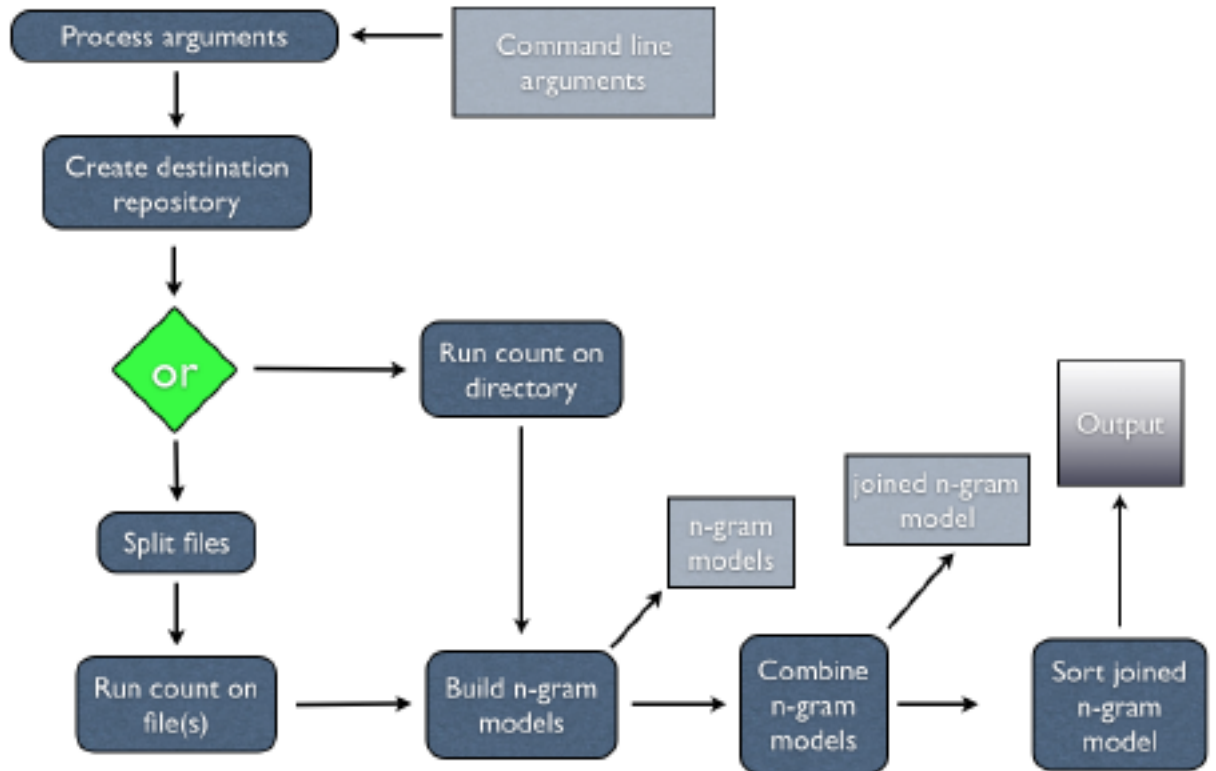 Process arguments
Command line
arguments
Create destination
repository
or
Run count on
directory
Output
joined n-gram
model
n-gram
models
Split files
Run count on
file(s)
Build n-gram
models
Combine
n-gram
models
Sort joined
n-gram
model